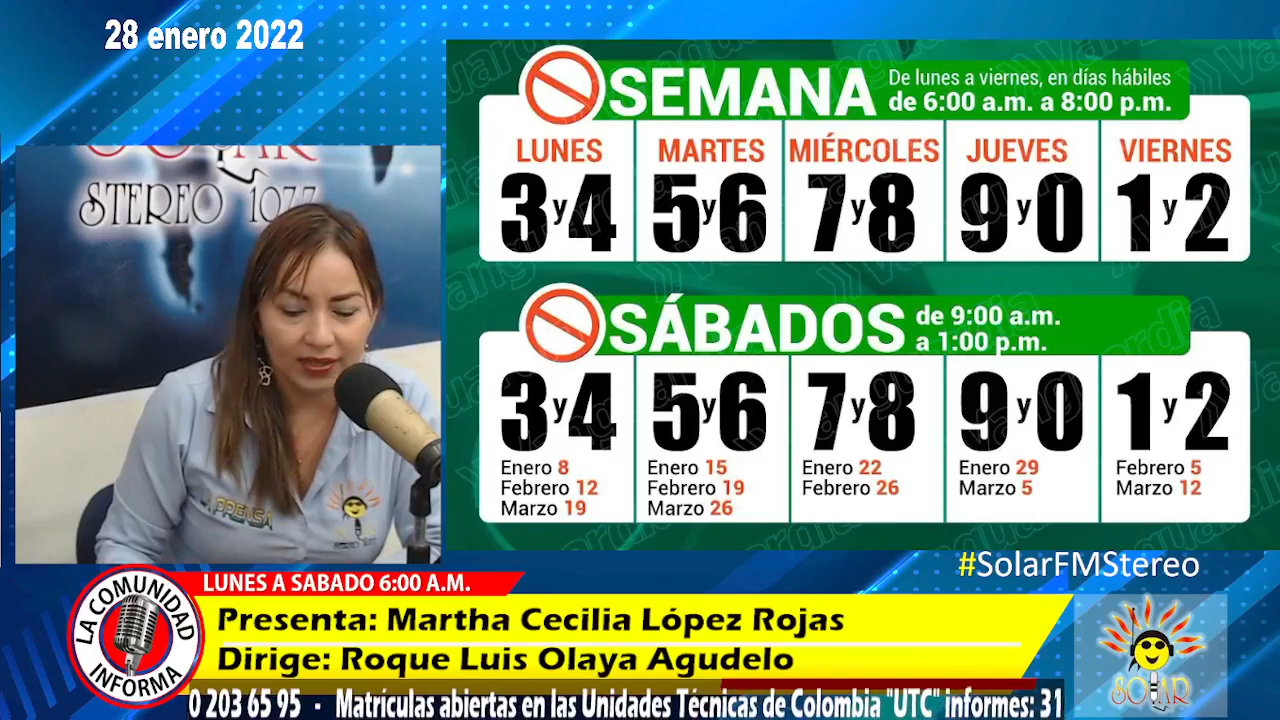 28 enero 2022
SEMANA
De lunes a viernes, en días hábiles
de 6:00 a.m. a 8:00 p.m.
LUNES MARTES MIÉRCOLES JUEVES VIERNES
3 y 4 5 y 6 7 y 8 9 y 0 1 y 2
SÁBADOS
de 9:00 a.m.
a 1:00 p.m.
3 y 4 5 y 6 7 y 8 9 y 0 1 y 2
Enero 8 Enero 15 Enero 22 Enero 29 Febrero 5
Febrero 12 Febrero 19 Febrero 26 Marzo 5 Marzo 12
Marzo 19 Marzo 26
STEREO 107.7
PRENSA
#SolarFMStereo
LA COMUNIDAD
INFORMA
LUNES A SABADO 6:00 A.M.
Presenta: Martha Cecilia López Rojas
Dirige: Roque Luis Olaya Agudelo
SOLAR
0 203 65 95 - Matrículas abiertas en las Unidades Técnicas de Colombia "UTC" informes: 31